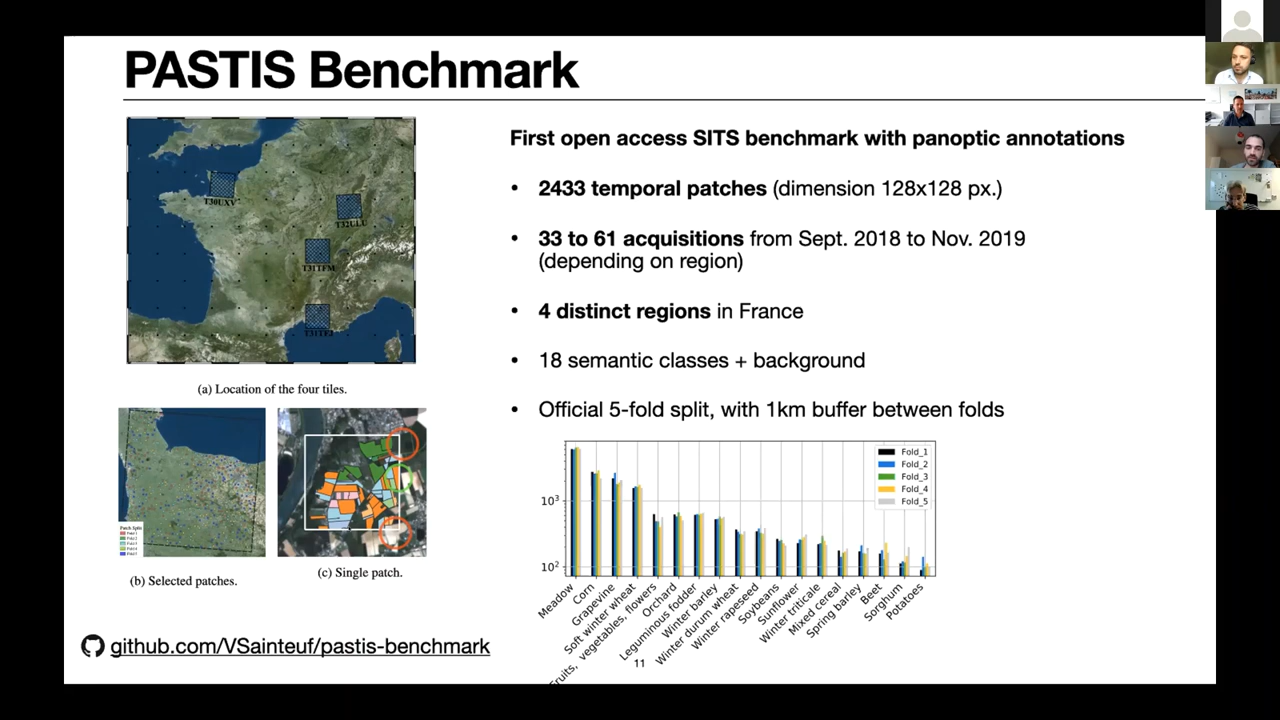 PASTIS Benchmark
T30UXV
T32ULU
T31TFM
T31TFJ
(a) Location of the four tiles.
(b) Selected patches.
(c) Single patch.
github.com/VSainteuf/pastis-benchmark
First open access SITS benchmark with panoptic annotations
• 2433 temporal patches (dimension 128x128 px.)
• 33 to 61 acquisitions from Sept. 2018 to Nov. 2019
(depending on region)
• 4 distinct regions in France
• 18 semantic classes + background
• Official 5-fold split, with 1km buffer between folds
Fold_1
Fold_2
Fold_3
Fold_4
Fold_5
10³
10²
Meadow
Corn
Grapevine
Soft winter wheat
Fruits, vegetables, flowers
Orchard
Leguminous fodder
Winter barley
Winter durum wheat
Winter rapeseed
Soybeans
Sunflower
Winter triticale
Mixed cereal
Spring barley
Beet
Sorghum
Potatoes
11